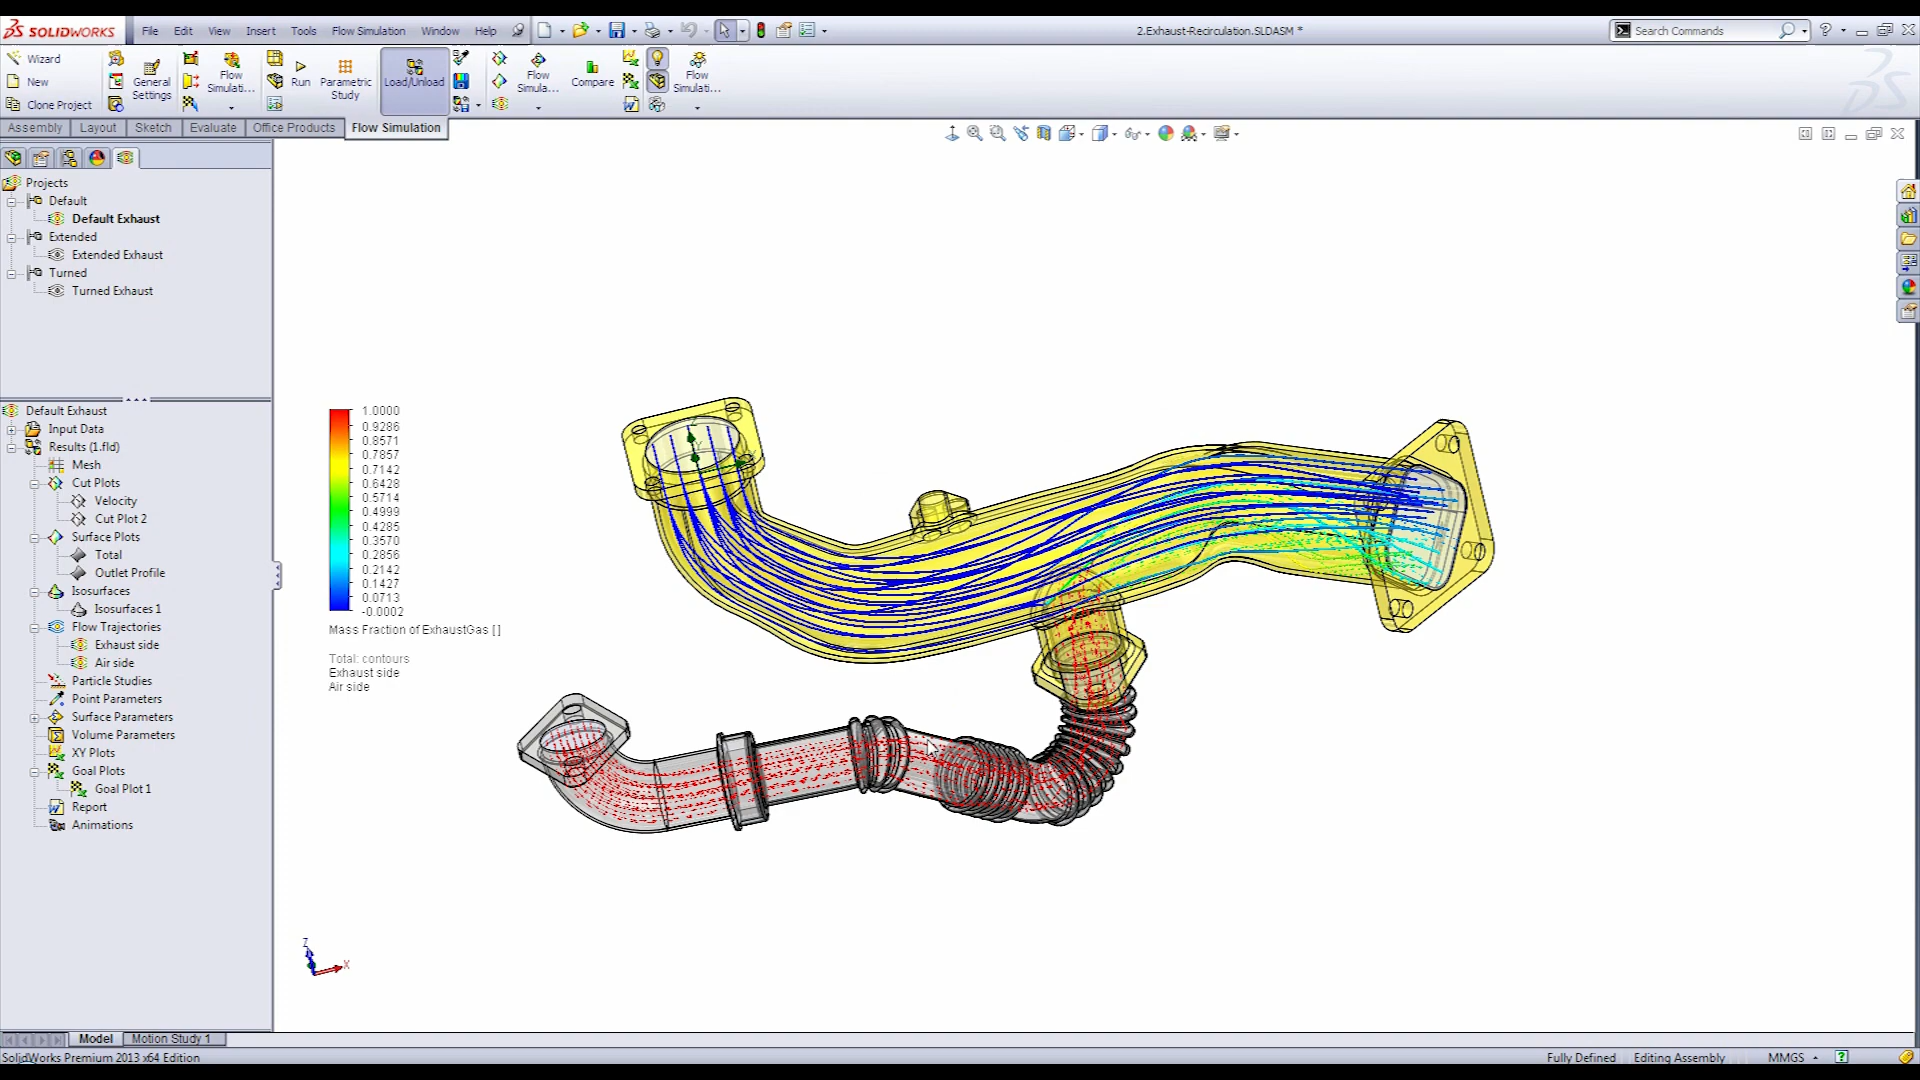 SOLIDWORKS File Edit View Insert Tools Flow Simulation Window Help 2.Exhaust-Recirculation.SLDASM * Search Commands
Wizard
New
Clone Project
General
Settings
Flow
Simulati...
Run
Parametric
Study
Load/Unload
Flow
Simula...
Compare
Flow
Simulati...
Assembly Layout Sketch Evaluate Office Products Flow Simulation
Projects
Default
Default Exhaust
Extended
Extended Exhaust
Turned
Turned Exhaust
Default Exhaust
Input Data
Results (1.fld)
Mesh
Cut Plots
Velocity
Cut Plot 2
Surface Plots
Total
Outlet Profile
Isosurfaces
Isosurfaces 1
Flow Trajectories
Exhaust side
Air side
Particle Studies
Point Parameters
Surface Parameters
Volume Parameters
XY Plots
Goal Plots
Goal Plot 1
Report
Animations
1.0000
0.9286
0.8571
0.7857
0.7142
0.6428
0.5714
0.4999
0.4285
0.3570
0.2856
0.2142
0.1427
0.0713
-0.0002
Mass Fraction of ExhaustGas [ ]
Total: contours
Exhaust side
Air side
Z
X
Model Motion Study 1
SolidWorks Premium 2013 x64 Edition Fully Defined Editing Assembly MMGS